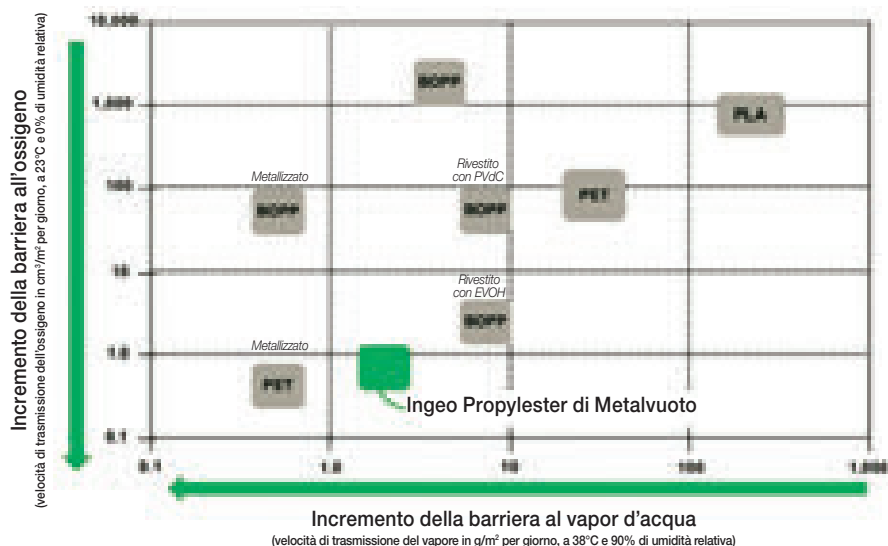 Incremento della barriera all'ossigeno
(velocità di trasmissione dell'ossigeno in cm³/m² per giorno, a 23°C e 0% di umidità relativa)
10,000
BOPP
1,000
PLA
Metallizzato
Rivestito
con PVdC
100
BOPP
BOPP
PET
10
Rivestito
con EVOH
BOPP
Metallizzato
1.0
PET
Ingeo Propylester di Metalvuoto
0.1
0.1
1.0
10
100
1,000
Incremento della barriera al vapor d'acqua
(velocità di trasmissione del vapore in g/m² per giorno, a 38°C e 90% di umidità relativa)